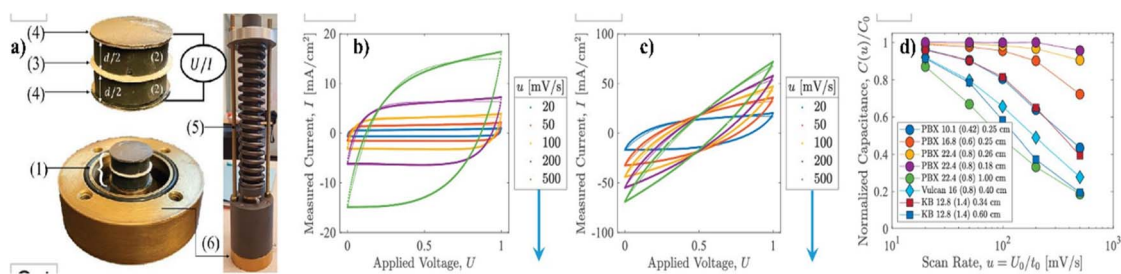 a)
(4)
(3)
(4)
d/2
(2)
d/2
(2)
U/I
(5)
(1)
(6)
b)
Measured Current, I [mA/cm²]
20
10
0
-10
-20
0
0.5
1
Applied Voltage, U
u [mV/s]
20
50
100
200
500
c)
Measured Current, I [mA/cm²]
100
50
0
-50
-100
0
0.5
1
Applied Voltage, U
u [mV/s]
20
50
100
200
500
d)
Normalized Capacitance, C(u)/C₀
1
0.8
0.6
0.4
0.2
0
PBX 10.1 (0.42) 0.25 cm
PBX 16.8 (0.6) 0.25 cm
PBX 22.4 (0.8) 0.26 cm
PBX 22.4 (0.8) 0.18 cm
PBX 22.4 (0.8) 1.00 cm
Vulcan 16 (0.8) 0.40 cm
KB 12.8 (1.4) 0.34 cm
KB 12.8 (1.4) 0.60 cm
10¹
10²
10³
Scan Rate, u = U₀/t₀ [mV/s]